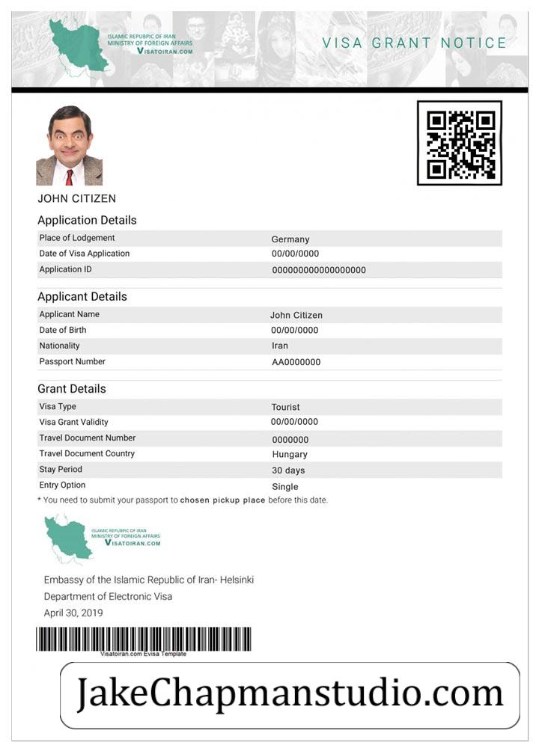 ISLAMIC REPUBLIC OF IRAN
MINISTRY OF FOREIGN AFFAIRS
VISATOIRAN.COM
VISA GRANT NOTICE
JOHN CITIZEN
Application Details
Place of Lodgement Germany
Date of Visa Application 00/00/0000
Application ID 000000000000000000
Applicant Details
Applicant Name John Citizen
Date of Birth 00/00/0000
Nationality Iran
Passport Number AA0000000
Grant Details
Visa Type Tourist
Visa Grant Validity 00/00/0000
Travel Document Number 0000000
Travel Document Country Hungary
Stay Period 30 days
Entry Option Single
* You need to submit your passport to chosen pickup place before this date.
ISLAMIC REPUBLIC OF IRAN
MINISTRY OF FOREIGN AFFAIRS
VISATOIRAN.COM
Embassy of the Islamic Republic of Iran- Helsinki
Department of Electronic Visa
April 30, 2019
Visatoiran.com Evisa Template
JakeChapmanstudio.com